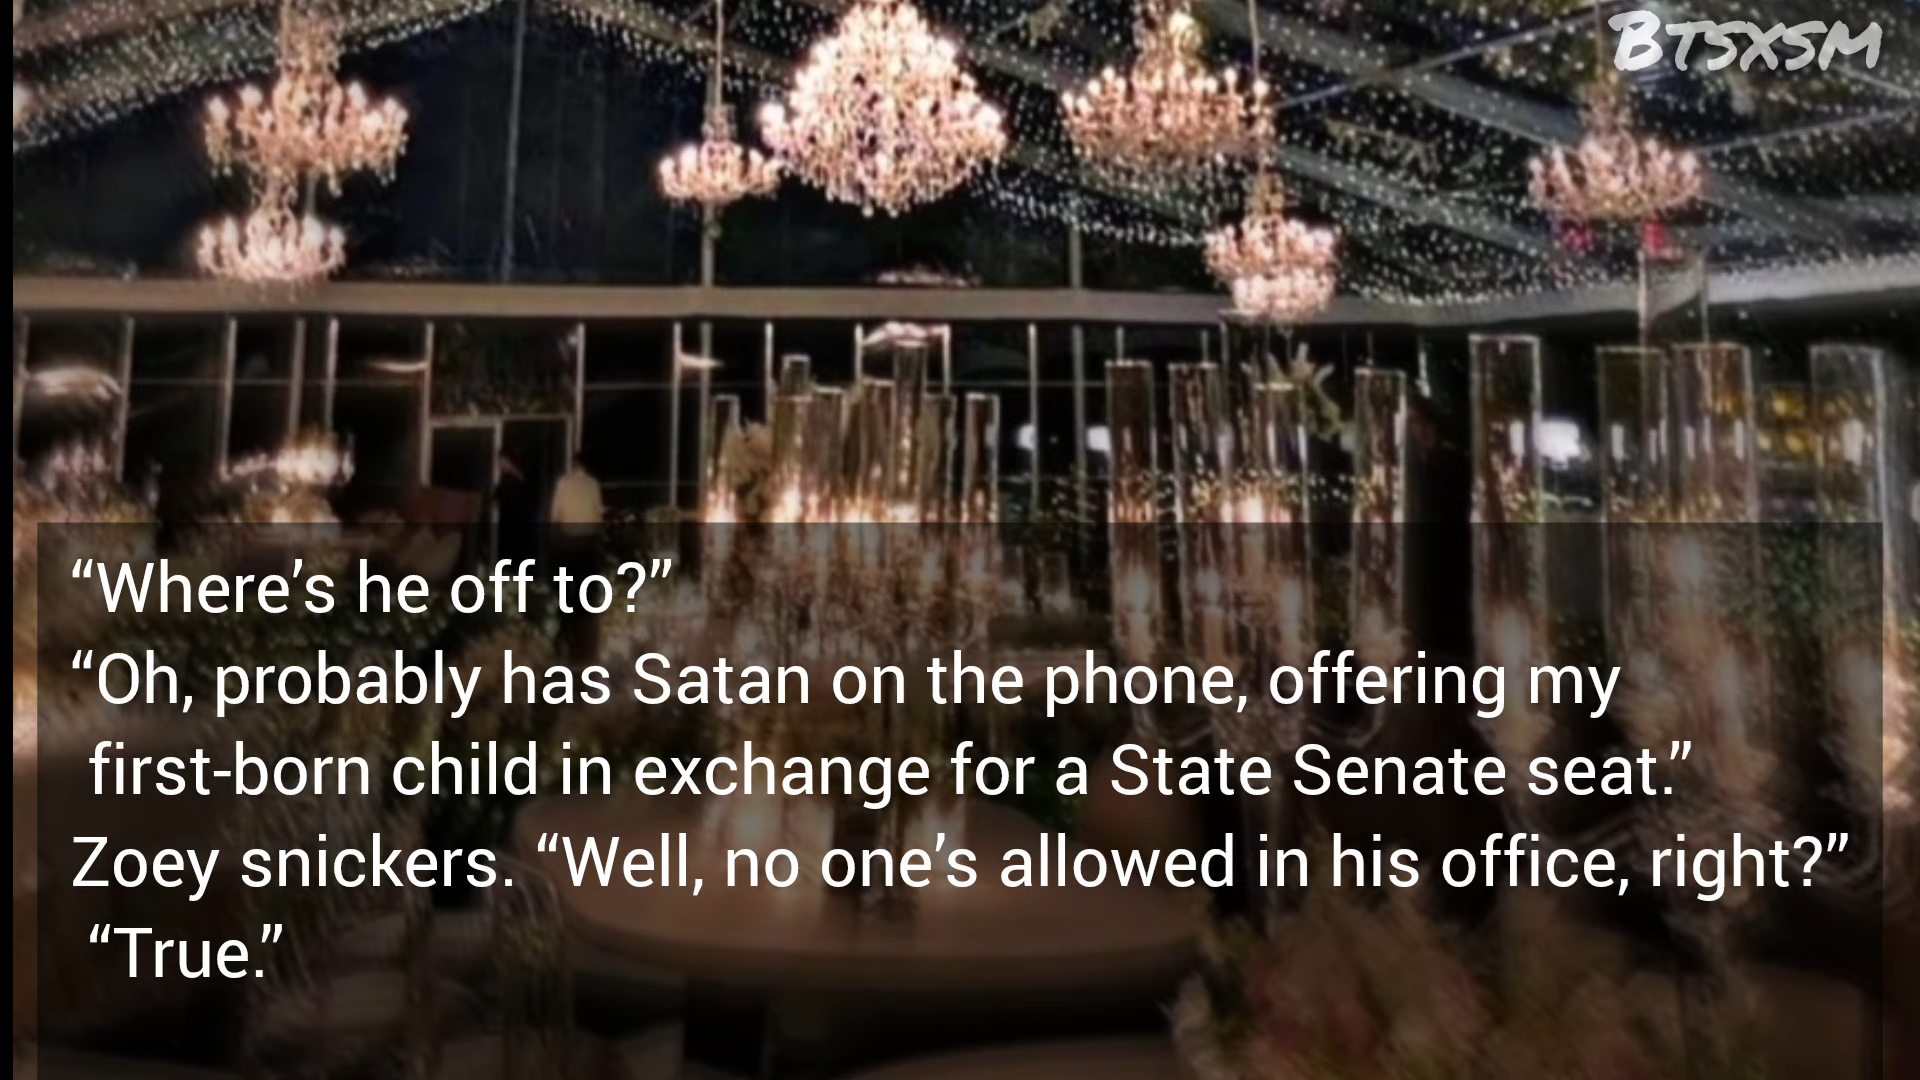 Btsxsm
“Where’s he off to?”
“Oh, probably has Satan on the phone, offering my
first-born child in exchange for a State Senate seat.”
Zoey snickers. “Well, no one’s allowed in his office, right?”
“True.”